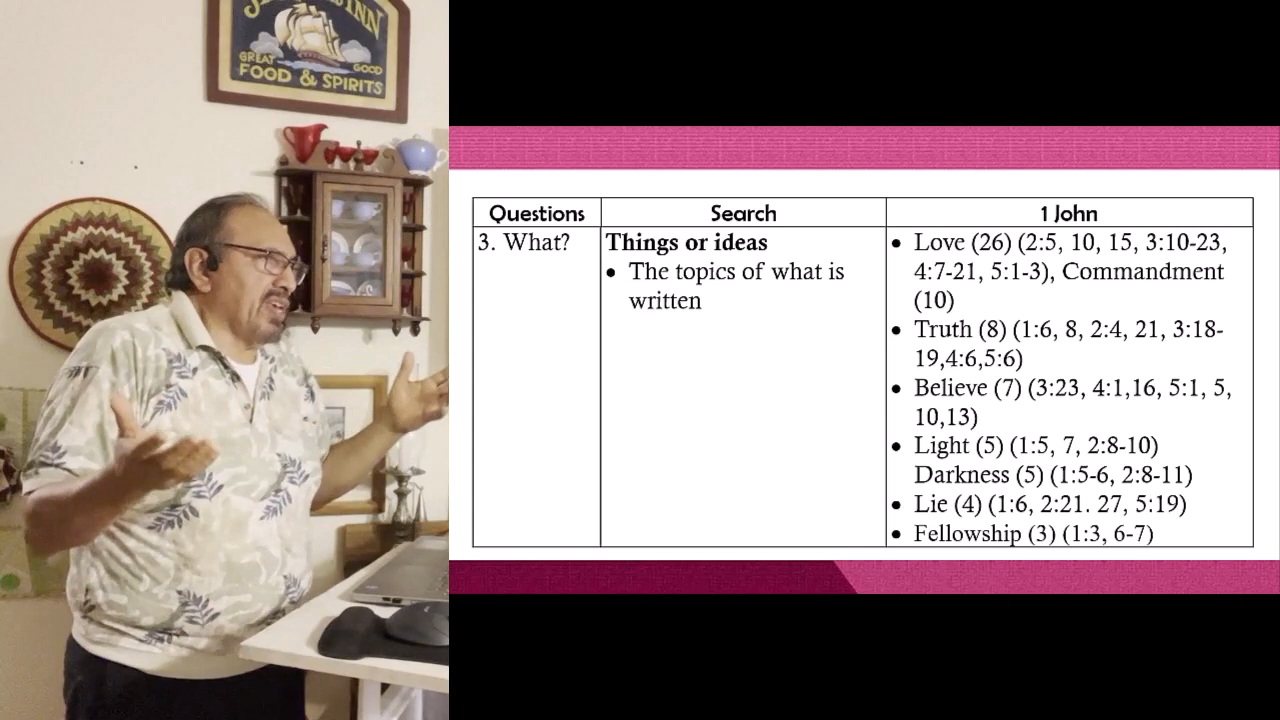 INN
GREAT GOOD
FOOD & SPIRITS
Questions
Search
1 John
3. What?
Things or ideas
• The topics of what is
written
• Love (26) (2:5, 10, 15, 3:10-23,
4:7-21, 5:1-3), Commandment
(10)
• Truth (8) (1:6, 8, 2:4, 21, 3:18-
19,4:6,5:6)
• Believe (7) (3:23, 4:1,16, 5:1, 5,
10,13)
• Light (5) (1:5, 7, 2:8-10)
Darkness (5) (1:5-6, 2:8-11)
• Lie (4) (1:6, 2:21. 27, 5:19)
• Fellowship (3) (1:3, 6-7)